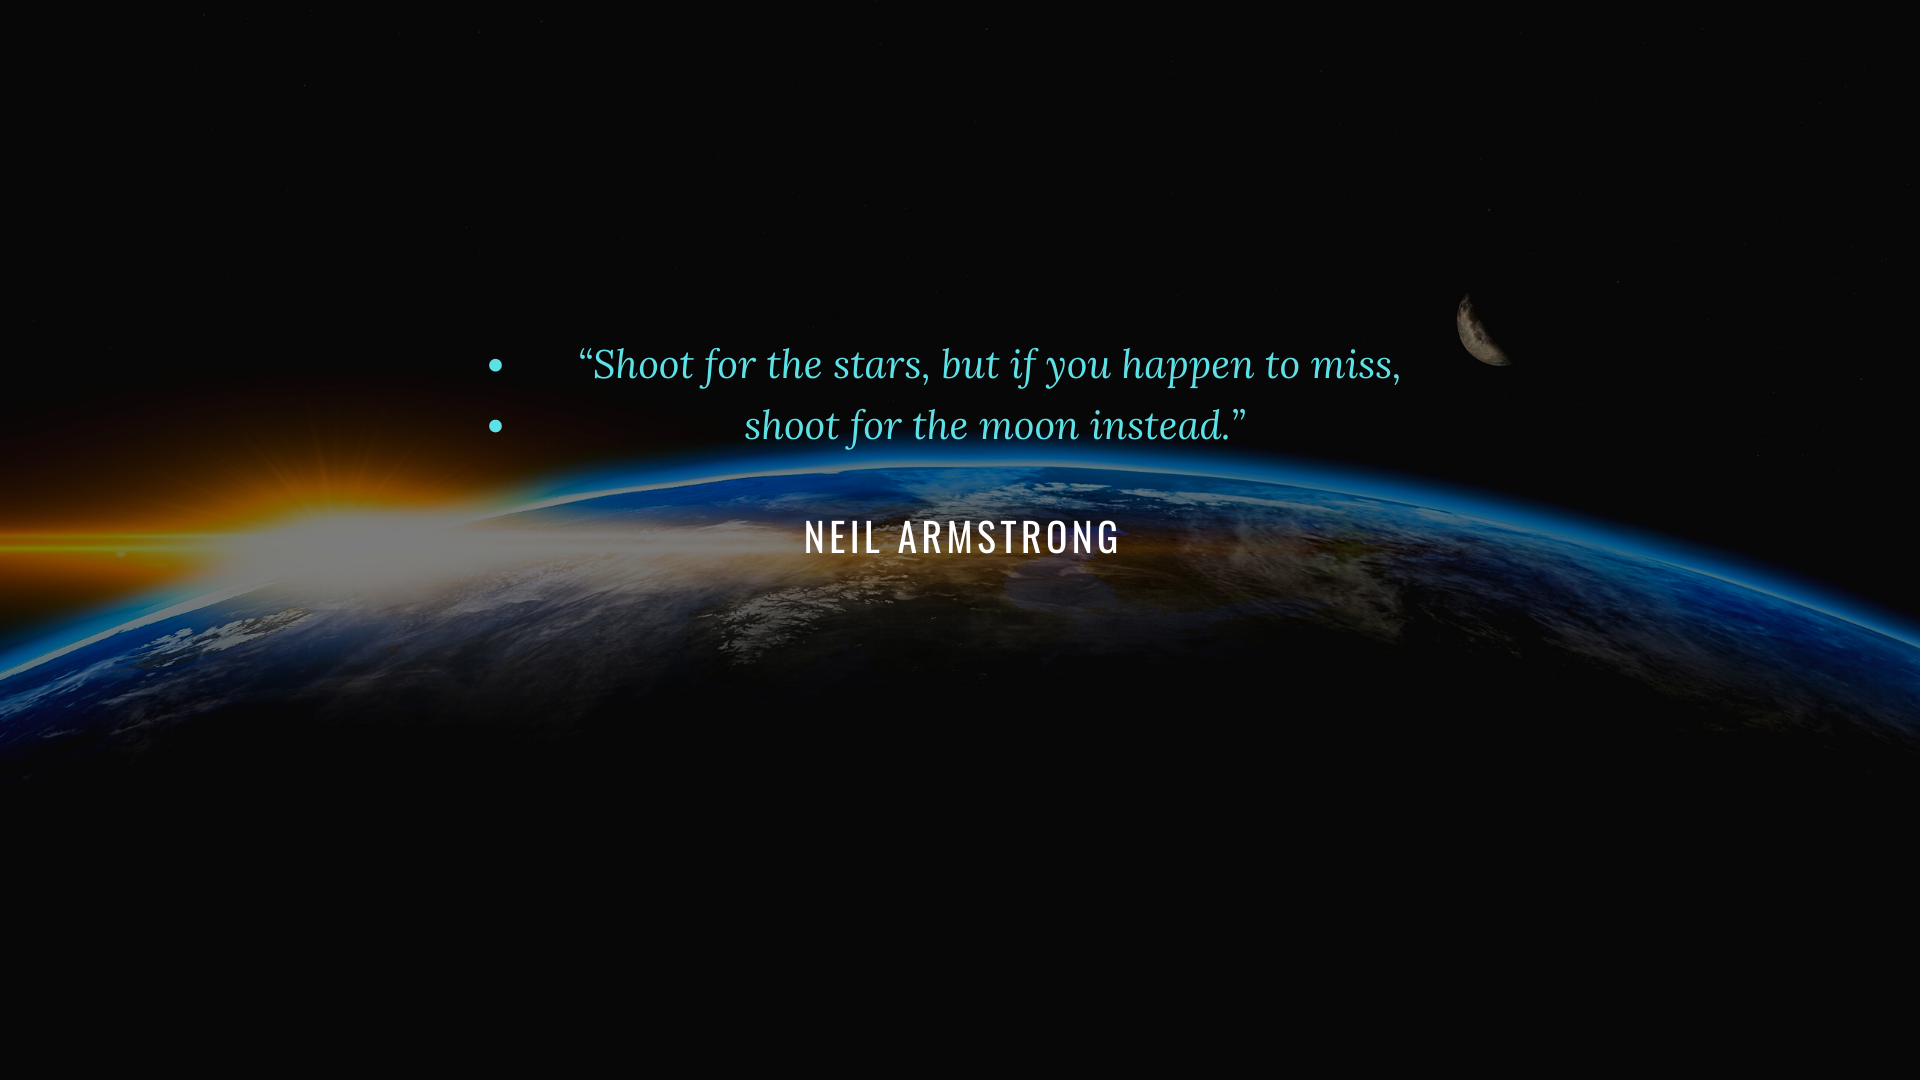 • “Shoot for the stars, but if you happen to miss,
• shoot for the moon instead.”
NEIL ARMSTRONG